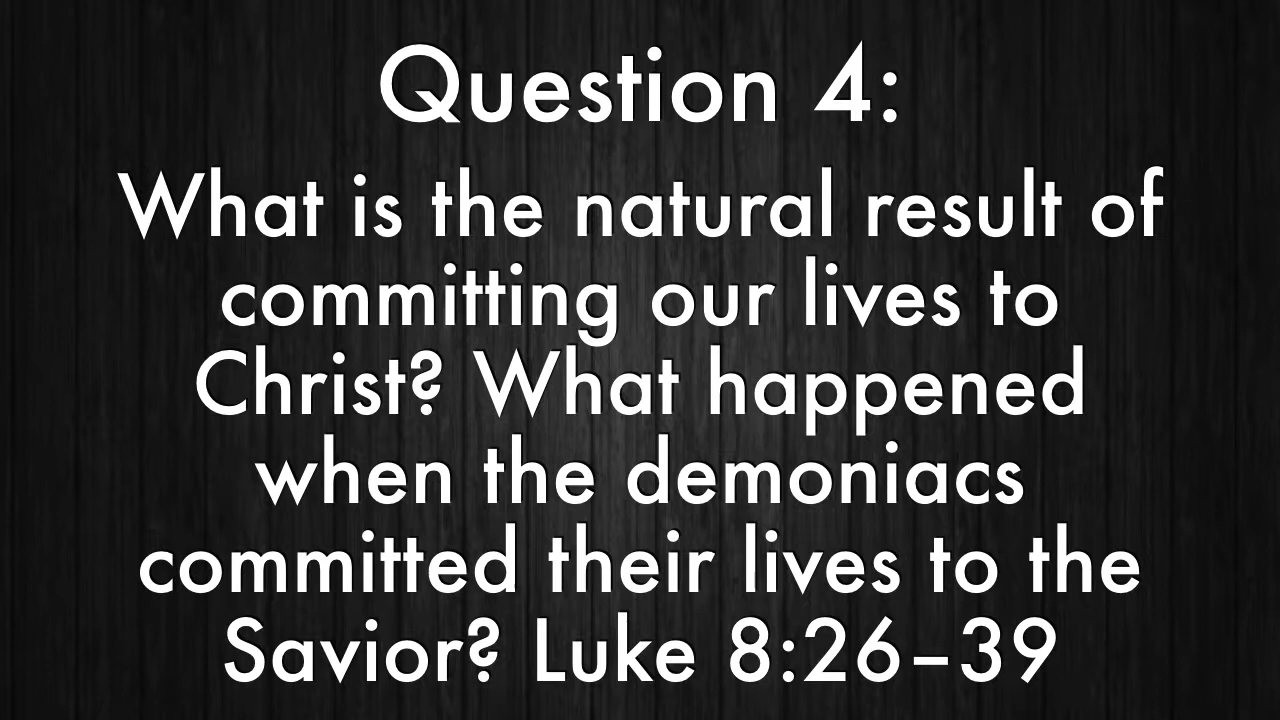 Question 4:
What is the natural result of
committing our lives to
Christ? What happened
when the demoniacs
committed their lives to the
Savior? Luke 8:26–39